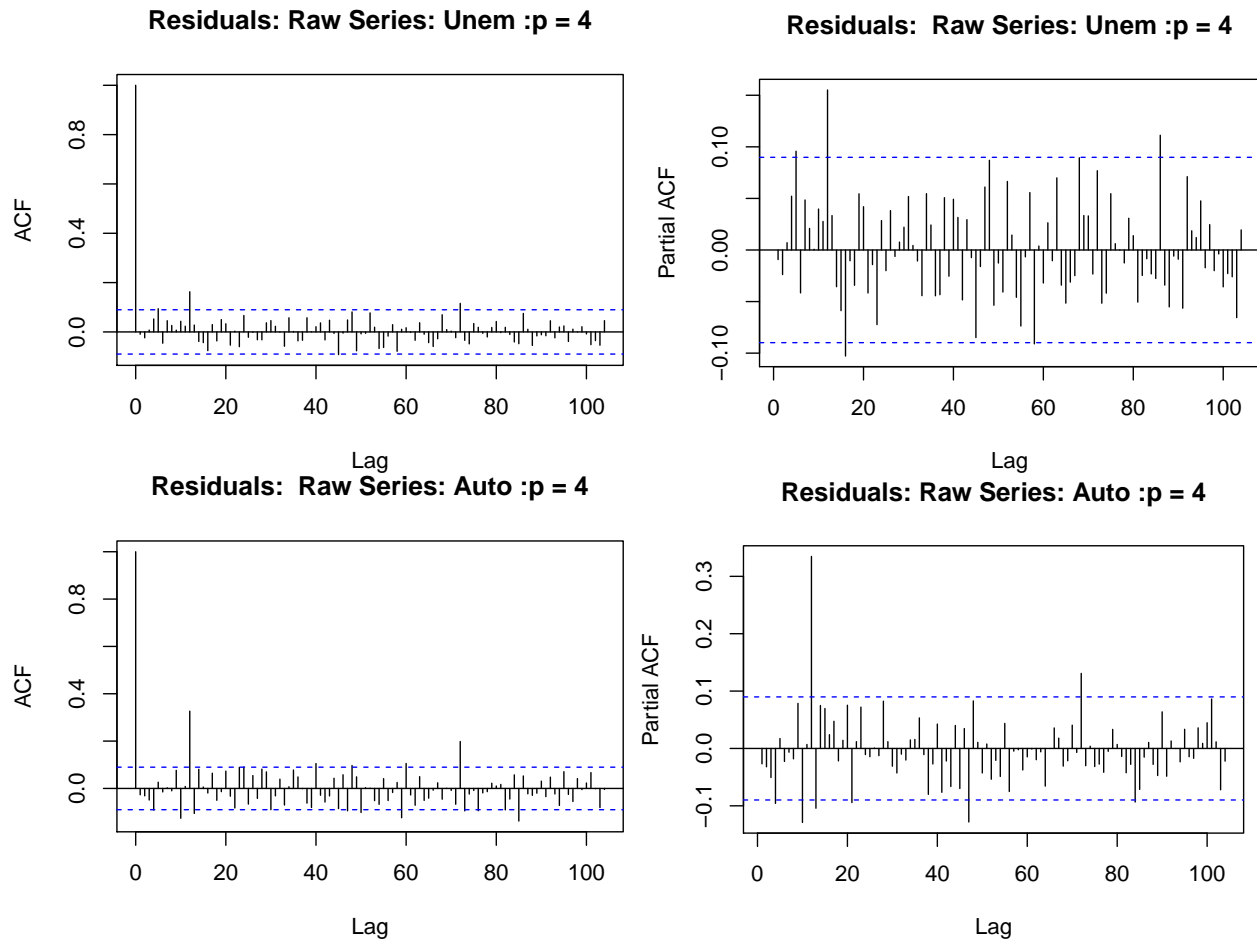 Residuals: Raw Series: Unem :p = 4
ACF
0.0
0.4
0.8
0 20 40 60 80 100
Lag
Residuals:  Raw Series: Unem :p = 4
Partial ACF
−0.10
0.00
0.10
0 20 40 60 80 100
Lag
Residuals:  Raw Series: Auto :p = 4
ACF
0.0
0.4
0.8
0 20 40 60 80 100
Lag
Residuals: Raw Series: Auto :p = 4
Partial ACF
−0.1
0.0
0.1
0.2
0.3
0 20 40 60 80 100
Lag